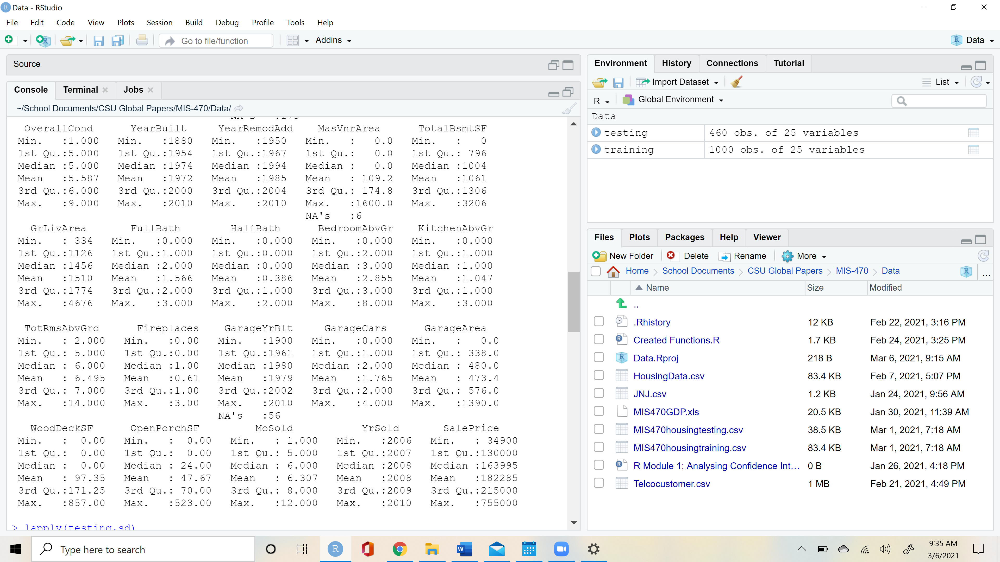 Data - RStudio
File Edit Code View Plots Session Build Debug Profile Tools Help
Go to file/function Addins Data
Source
Console Terminal Jobs
~/School Documents/CSU Global Papers/MIS-470/Data/
NA's :173
OverallCond YearBuilt YearRemodAdd MasVnrArea TotalBsmtSF
Min. :1.000 Min. :1880 Min. :1950 Min. : 0.0 Min. : 0
1st Qu.:5.000 1st Qu.:1954 1st Qu.:1967 1st Qu.: 0.0 1st Qu.: 796
Median :5.000 Median :1974 Median :1994 Median : 0.0 Median :1004
Mean :5.587 Mean :1972 Mean :1985 Mean : 109.2 Mean :1061
3rd Qu.:6.000 3rd Qu.:2000 3rd Qu.:2004 3rd Qu.: 174.8 3rd Qu.:1306
Max. :9.000 Max. :2010 Max. :2010 Max. :1600.0 Max. :3206
NA's :6
GrLivArea FullBath HalfBath BedroomAbvGr KitchenAbvGr
Min. : 334 Min. :0.000 Min. :0.000 Min. :0.000 Min. :0.000
1st Qu.:1126 1st Qu.:1.000 1st Qu.:0.000 1st Qu.:2.000 1st Qu.:1.000
Median :1456 Median :2.000 Median :0.000 Median :3.000 Median :1.000
Mean :1510 Mean :1.566 Mean :0.386 Mean :2.855 Mean :1.047
3rd Qu.:1774 3rd Qu.:2.000 3rd Qu.:1.000 3rd Qu.:3.000 3rd Qu.:1.000
Max. :4676 Max. :3.000 Max. :2.000 Max. :8.000 Max. :3.000
TotRmsAbvGrd Fireplaces GarageYrBlt GarageCars GarageArea
Min. : 2.000 Min. :0.00 Min. :1900 Min. :0.000 Min. : 0.0
1st Qu.: 5.000 1st Qu.:0.00 1st Qu.:1961 1st Qu.:1.000 1st Qu.: 338.0
Median : 6.000 Median :1.00 Median :1980 Median :2.000 Median : 480.0
Mean : 6.495 Mean :0.61 Mean :1979 Mean :1.765 Mean : 473.4
3rd Qu.: 7.000 3rd Qu.:1.00 3rd Qu.:2002 3rd Qu.:2.000 3rd Qu.: 576.0
Max. :14.000 Max. :3.00 Max. :2010 Max. :4.000 Max. :1390.0
NA's :56
WoodDeckSF OpenPorchSF MoSold YrSold SalePrice
Min. : 0.00 Min. : 0.00 Min. : 1.000 Min. :2006 Min. : 34900
1st Qu.: 0.00 1st Qu.: 0.00 1st Qu.: 5.000 1st Qu.:2007 1st Qu.:130000
Median : 0.00 Median : 24.00 Median : 6.000 Median :2008 Median :163995
Mean : 97.35 Mean : 47.67 Mean : 6.307 Mean :2008 Mean :182285
3rd Qu.:171.25 3rd Qu.: 70.00 3rd Qu.: 8.000 3rd Qu.:2009 3rd Qu.:215000
Max. :857.00 Max. :523.00 Max. :12.000 Max. :2010 Max. :755000
> lapply(testing,sd)
Environment History Connections Tutorial
Import Dataset List
R Global Environment
Data
testing 460 obs. of 25 variables
training 1000 obs. of 25 variables
Files Plots Packages Help Viewer
New Folder Delete Rename More
Home School Documents CSU Global Papers MIS-470 Data ...
Name Size Modified
..
.Rhistory 12 KB Feb 22, 2021, 3:16 PM
Created Functions.R 1.7 KB Feb 24, 2021, 3:25 PM
Data.Rproj 218 B Mar 6, 2021, 9:15 AM
HousingData.csv 83.4 KB Feb 7, 2021, 5:07 PM
JNJ.csv 1.2 KB Jan 24, 2021, 9:56 AM
MIS470GDP.xls 20.5 KB Jan 30, 2021, 11:39 AM
MIS470housingtesting.csv 38.5 KB Mar 1, 2021, 7:18 AM
MIS470housingtraining.csv 83.4 KB Mar 1, 2021, 7:18 AM
R Module 1; Analysing Confidence Int... 0 B Jan 26, 2021, 4:18 PM
Telcocustomer.csv 1 MB Feb 21, 2021, 4:49 PM
Type here to search
9:35 AM
3/6/2021